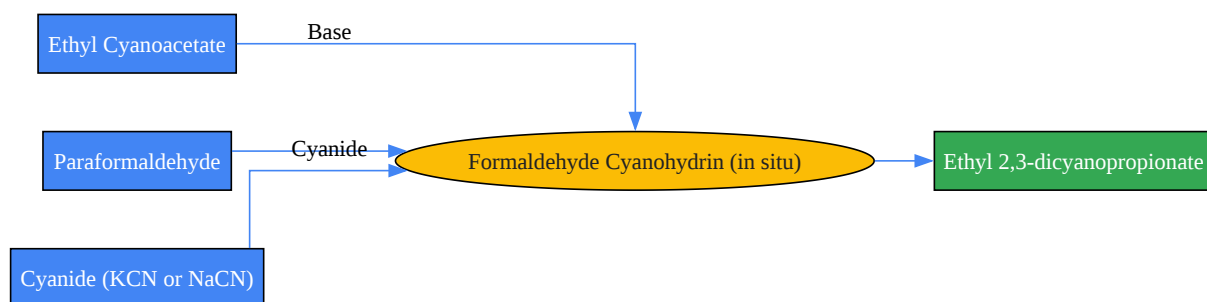 Ethyl Cyanoacetate
Base
Paraformaldehyde
Cyanide
Formaldehyde Cyanohydrin (in situ)
Ethyl 2,3-dicyanopropionate
Cyanide (KCN or NaCN)